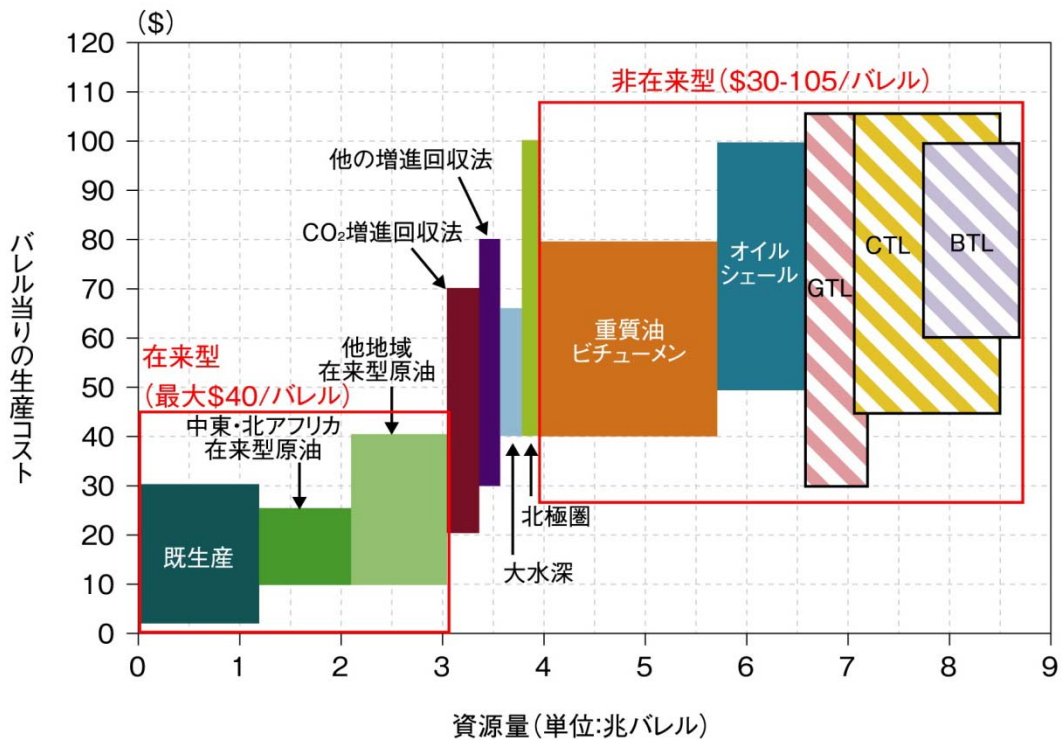 ($)
120
110
100
90
80
70
60
50
40
30
20
10
0
バレル当りの生産コスト
非在来型($30-105/バレル)
他の増進回収法
CO₂増進回収法
在来型
(最大$40/バレル)
他地域
在来型原油
中東・北アフリカ
在来型原油
既生産
重質油
ビチューメン
オイル
シェール
GTL
CTL
BTL
北極圏
大水深
0 1 2 3 4 5 6 7 8 9
資源量(単位:兆バレル)